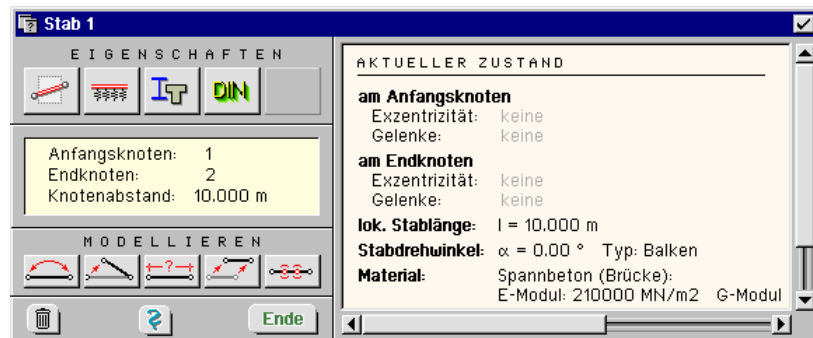 Stab 1
EIGENSCHAFTEN
DIN
Anfangsknoten: 1
Endknoten: 2
Knotenabstand: 10.000 m
MODELLIEREN
?
?
Ende
AKTUELLER ZUSTAND
am Anfangsknoten
Exzentrizität: keine
Gelenke: keine
am Endknoten
Exzentrizität: keine
Gelenke: keine
lok. Stablänge: l = 10.000 m
Stabdrehwinkel: α = 0.00 ° Typ: Balken
Material: Spannbeton (Brücke):
E-Modul: 210000 MN/m2 G-Modul